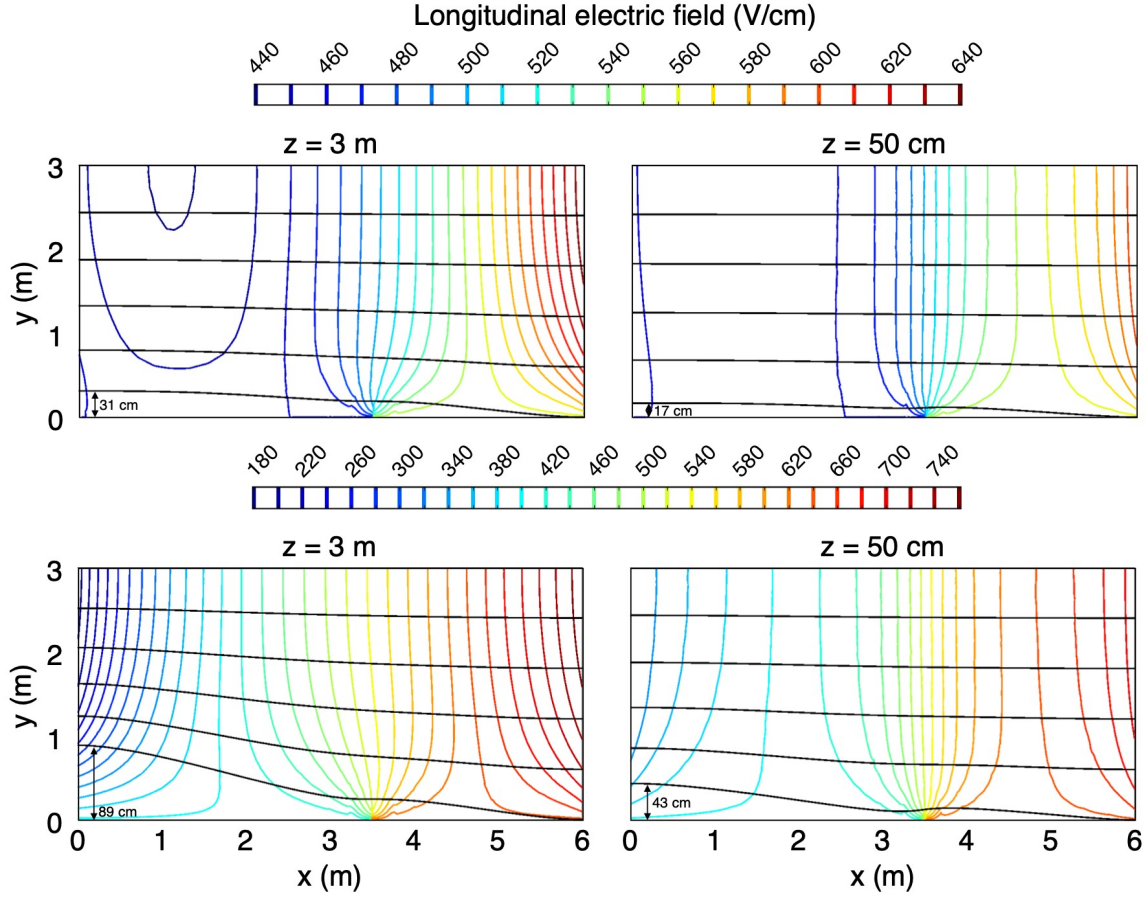 Longitudinal electric field (V/cm)
440 460 480 500 520 540 560 580 600 620 640
z = 3 m z = 50 cm
3
2
1
0
y (m)
31 cm 17 cm
180 220 260 300 340 380 420 460 500 540 580 620 660 700 740
z = 3 m z = 50 cm
3
2
1
0
y (m)
89 cm 43 cm
0 1 2 3 4 5 6 0 1 2 3 4 5 6
x (m) x (m)